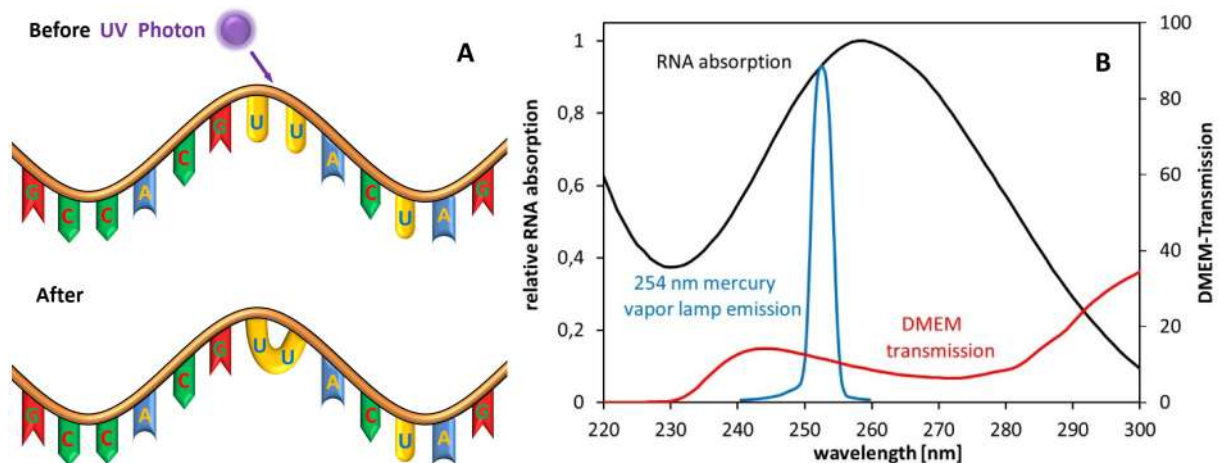 Before UV Photon
A
G C C A C G U U A C U A G
After
G C C A C G U U A C U A G
B
RNA absorption
254 nm mercury
vapor lamp emission
DMEM
transmission
relative RNA absorption
1
0,8
0,6
0,4
0,2
0
DMEM-Transmission
100
80
60
40
20
0
220 230 240 250 260 270 280 290 300
wavelength [nm]